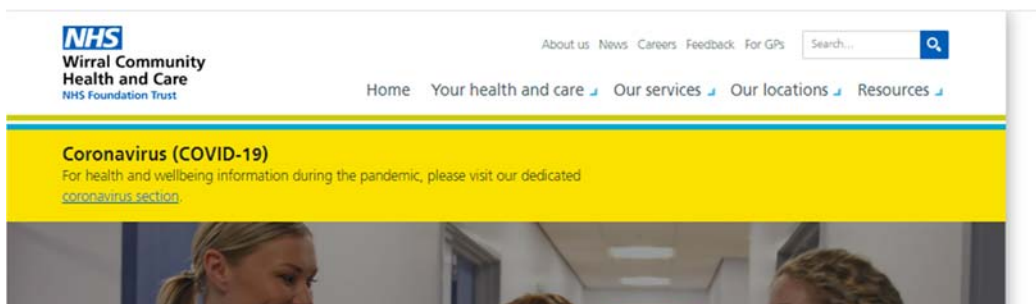 NHS
Wirral Community
Health and Care
NHS Foundation Trust
About us News Careers Feedback For GPs Search...
Home Your health and care Our services Our locations Resources
Coronavirus (COVID-19)
For health and wellbeing information during the pandemic, please visit our dedicated
coronavirus section.